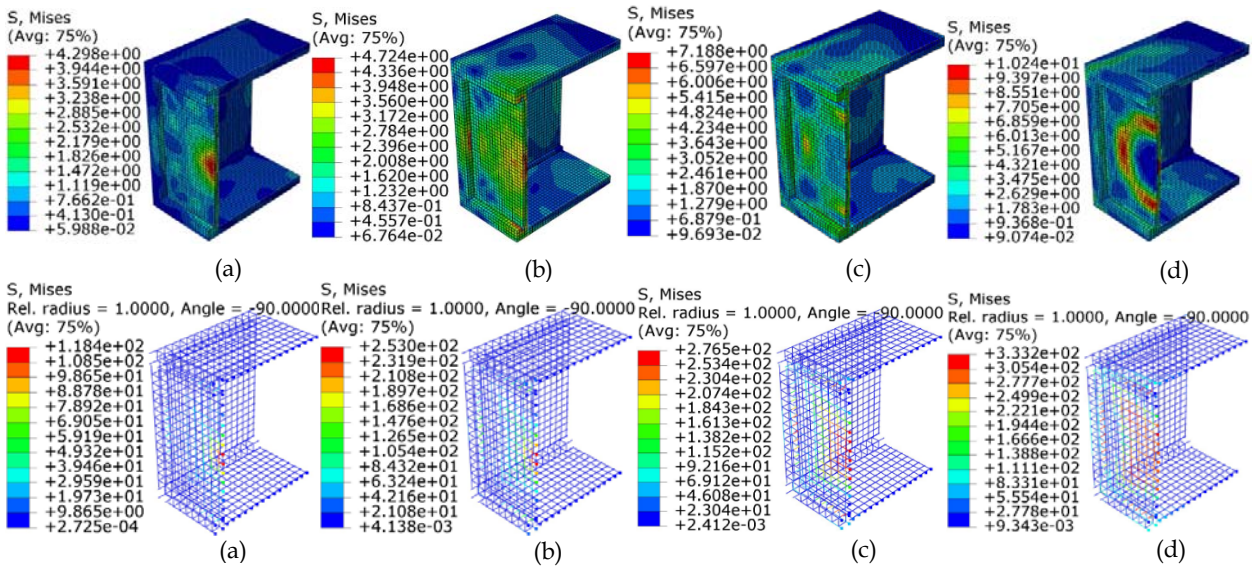 S, Mises
(Avg: 75%)
+4.298e+00
+3.944e+00
+3.591e+00
+3.238e+00
+2.885e+00
+2.532e+00
+2.179e+00
+1.826e+00
+1.472e+00
+1.119e+00
+7.662e-01
+4.130e-01
+5.988e-02
(a)
S, Mises
(Avg: 75%)
+4.724e+00
+4.336e+00
+3.948e+00
+3.560e+00
+3.172e+00
+2.784e+00
+2.396e+00
+2.008e+00
+1.620e+00
+1.232e+00
+8.437e-01
+4.557e-01
+6.764e-02
(b)
S, Mises
(Avg: 75%)
+7.188e+00
+6.597e+00
+6.006e+00
+5.415e+00
+4.824e+00
+4.234e+00
+3.643e+00
+3.052e+00
+2.461e+00
+1.870e+00
+1.279e+00
+6.879e-01
+9.693e-02
(c)
S, Mises
(Avg: 75%)
+1.024e+01
+9.397e+00
+8.551e+00
+7.705e+00
+6.859e+00
+6.013e+00
+5.167e+00
+4.321e+00
+3.475e+00
+2.629e+00
+1.783e+00
+9.368e-01
+9.074e-02
(d)
S, Mises
Rel. radius = 1.0000, Angle = -90.0000
(Avg: 75%)
+1.184e+02
+1.085e+02
+9.865e+01
+8.878e+01
+7.892e+01
+6.905e+01
+5.919e+01
+4.932e+01
+3.946e+01
+2.959e+01
+1.973e+01
+9.865e+00
+2.725e-04
(a)
S, Mises
Rel. radius = 1.0000, Angle = -90.0000
(Avg: 75%)
+2.530e+02
+2.319e+02
+2.108e+02
+1.897e+02
+1.686e+02
+1.476e+02
+1.265e+02
+1.054e+02
+8.432e+01
+6.324e+01
+4.216e+01
+2.108e+01
+4.138e-03
(b)
S, Mises
Rel. radius = 1.0000, Angle = -90.0000
(Avg: 75%)
+2.765e+02
+2.534e+02
+2.304e+02
+2.074e+02
+1.843e+02
+1.613e+02
+1.382e+02
+1.152e+02
+9.216e+01
+6.912e+01
+4.608e+01
+2.304e+01
+2.412e-03
(c)
S, Mises
Rel. radius = 1.0000, Angle = -90.0000
(Avg: 75%)
+3.332e+02
+3.054e+02
+2.777e+02
+2.499e+02
+2.221e+02
+1.944e+02
+1.666e+02
+1.388e+02
+1.111e+02
+8.331e+01
+5.554e+01
+2.778e+01
+9.343e-03
(d)